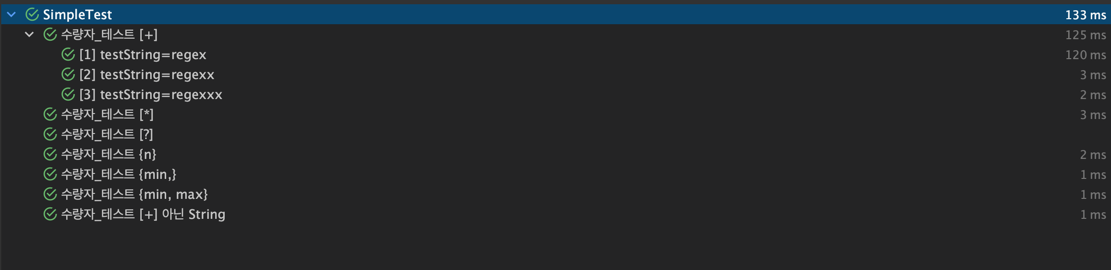 SimpleTest 133 ms
수량자_테스트 [+] 125 ms
[1] testString=regex 120 ms
[2] testString=regexx 3 ms
[3] testString=regexxx 2 ms
수량자_테스트 [*] 3 ms
수량자_테스트 [?]
수량자_테스트 {n} 2 ms
수량자_테스트 {min,} 1 ms
수량자_테스트 {min, max} 1 ms
수량자_테스트 [+] 아닌 String 1 ms